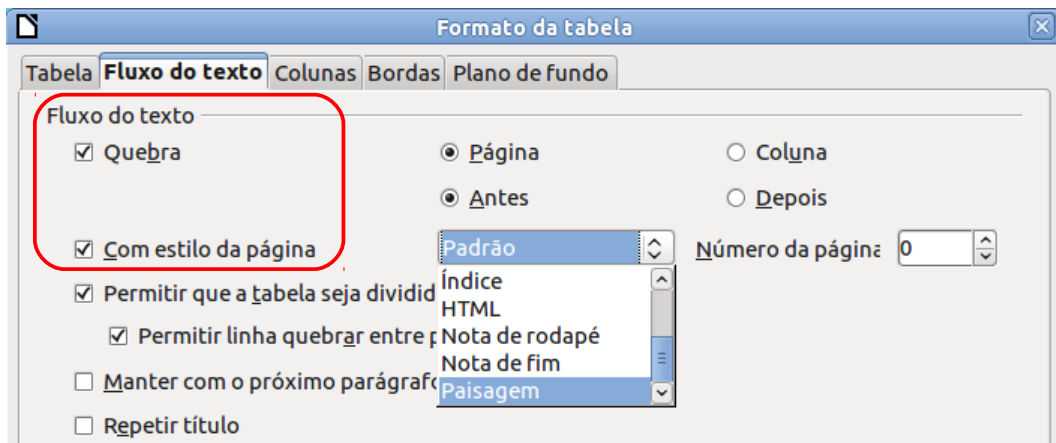 Formato da tabela
Tabela Fluxo do texto Colunas Bordas Plano de fundo
Fluxo do texto
Quebra Página Coluna
Antes Depois
Com estilo da página Padrão Número da página 0
Índice
Permitir que a tabela seja dividid
HTML
Permitir linha quebrar entre p Nota de rodapé
Nota de fim
Manter com o próximo parágrafo Paisagem
Repetir título